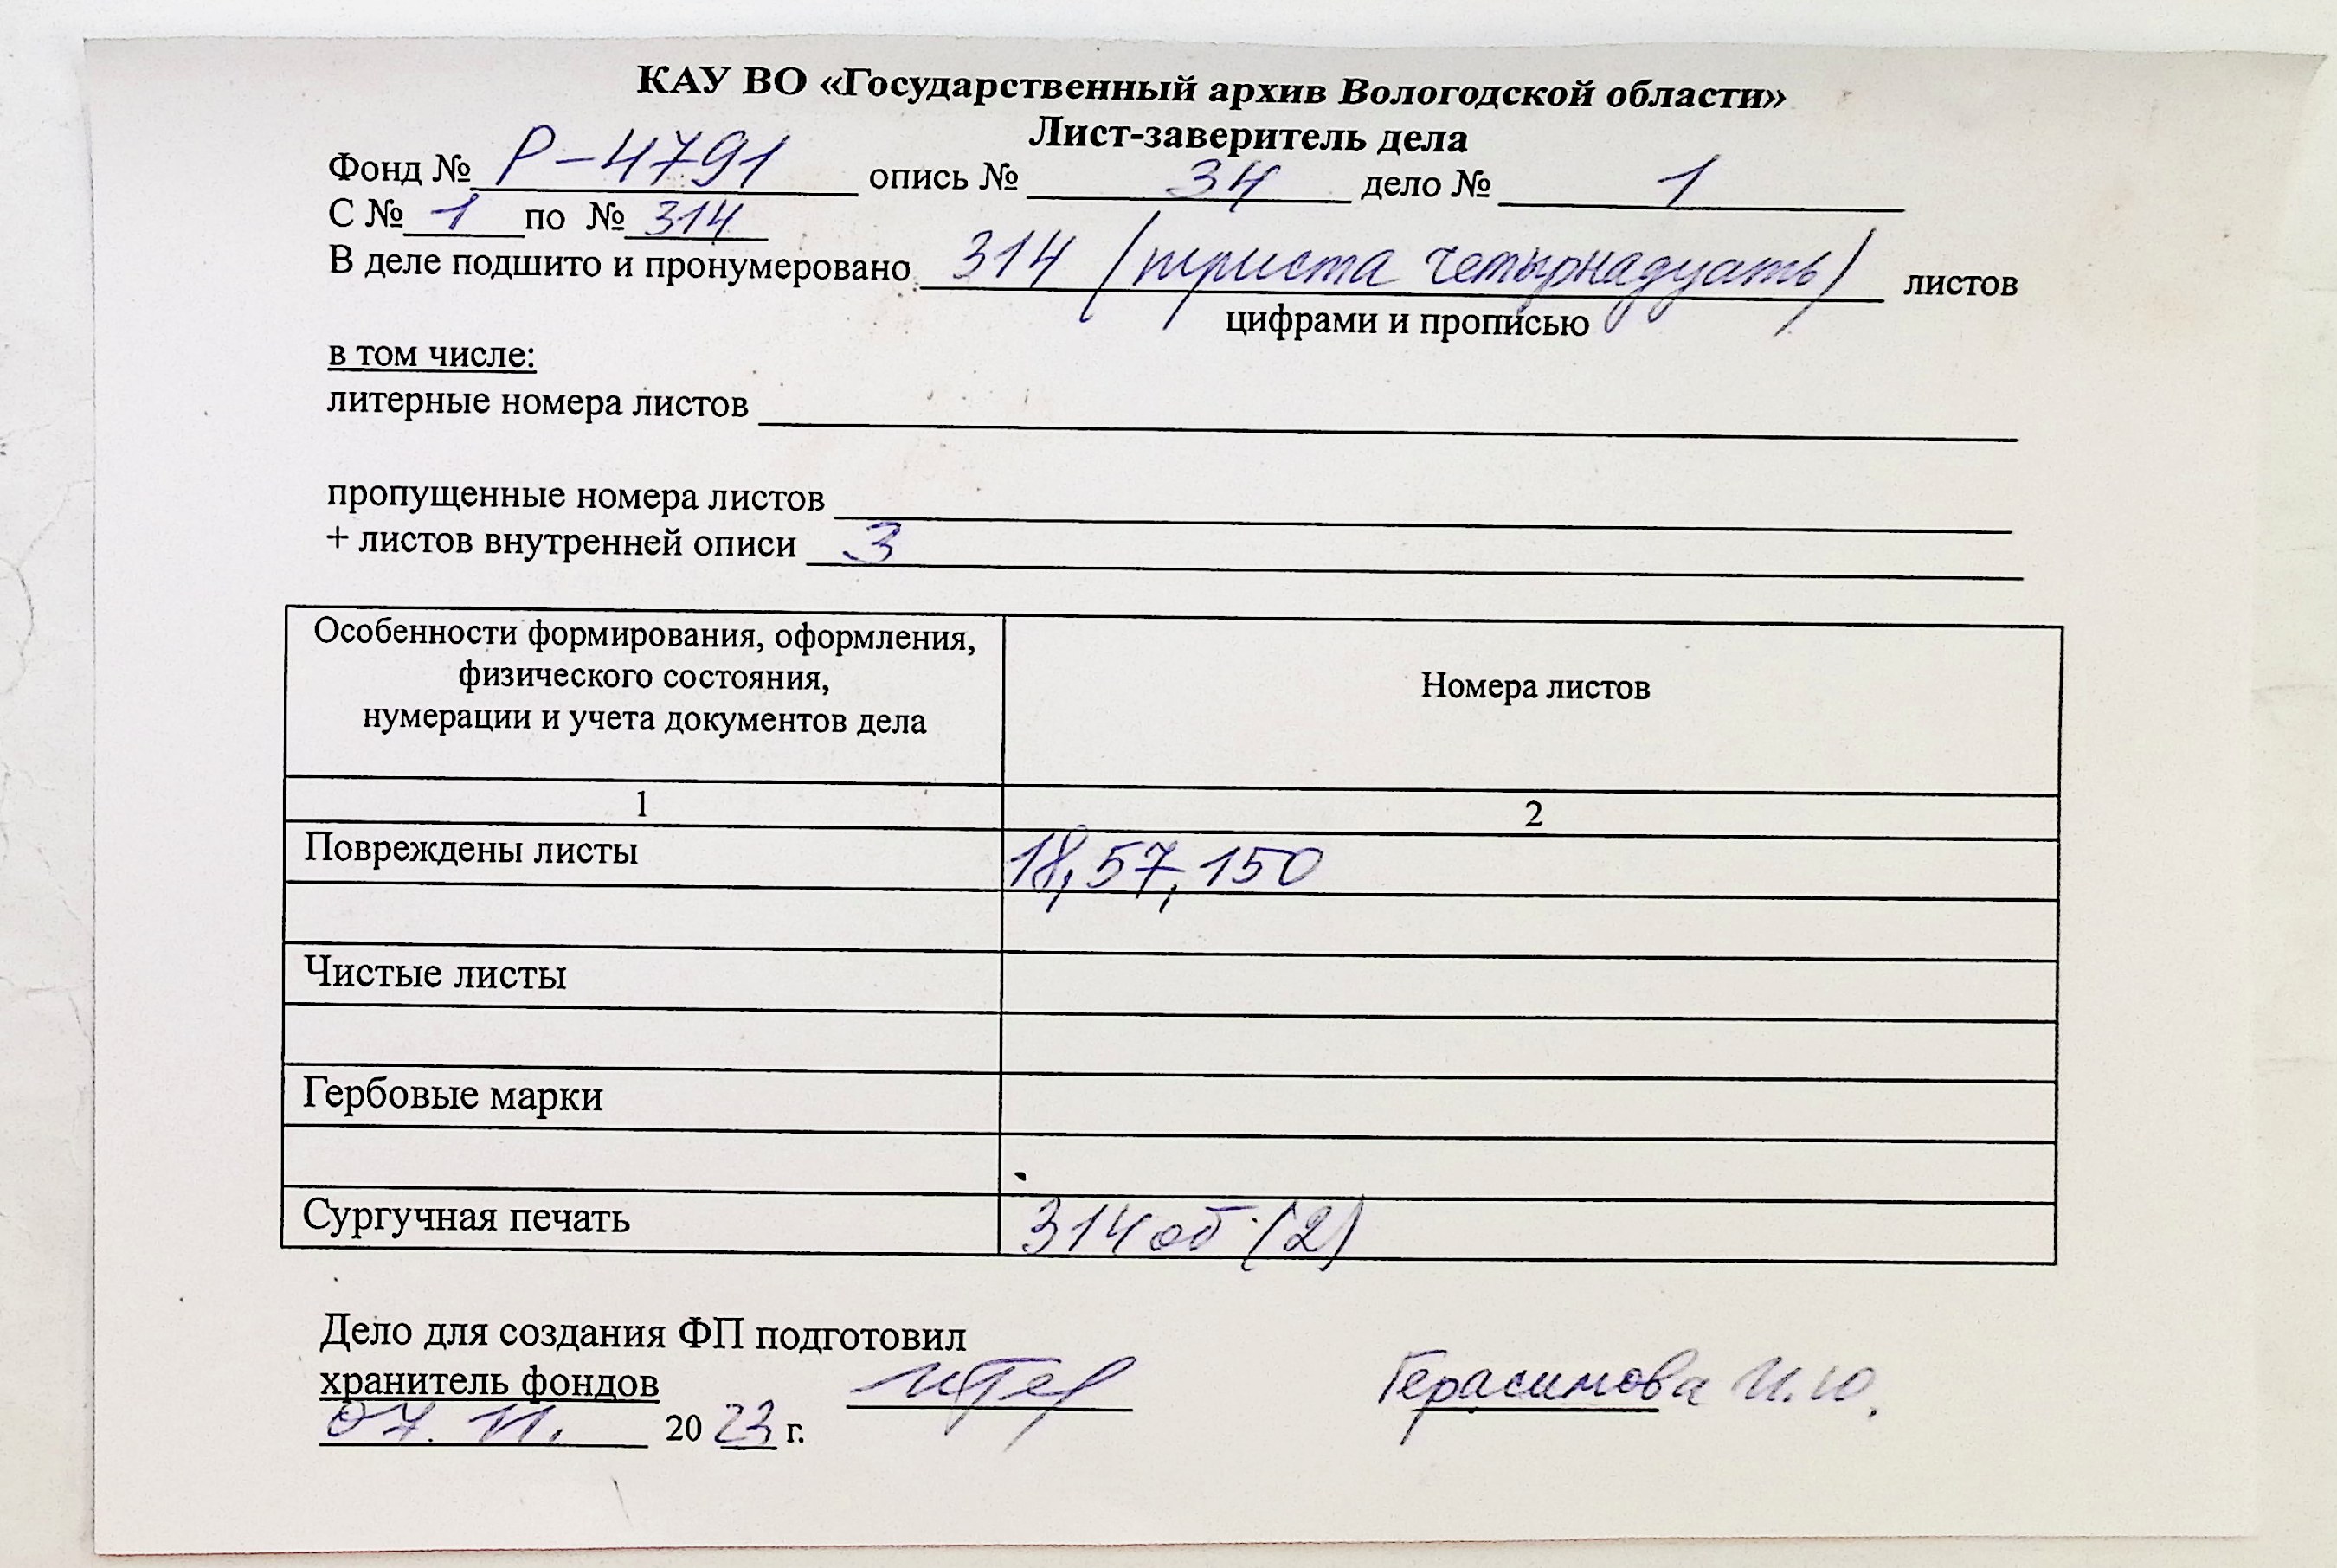 КАУ ВО «Государственный архив Вологодской области»
Лист-заверитель дела
Фонд № Р-4791 опись № 34 дело № 1
С № 1 по № 314
В деле подшито и пронумеровано 314 (триста четырнадцать) листов
цифрами и прописью
в том числе:
литерные номера листов
пропущенные номера листов
+ листов внутренней описи 3
Особенности формирования, оформления,
физического состояния,
нумерации и учета документов дела
Номера листов
1 2
Повреждены листы 18, 57, 150
Чистые листы
Гербовые марки
Сургучная печать 314 об. (2)
Дело для создания ФП подготовил
хранитель фондов Герасимова И.Ю.
07. 11. 20 23 г.